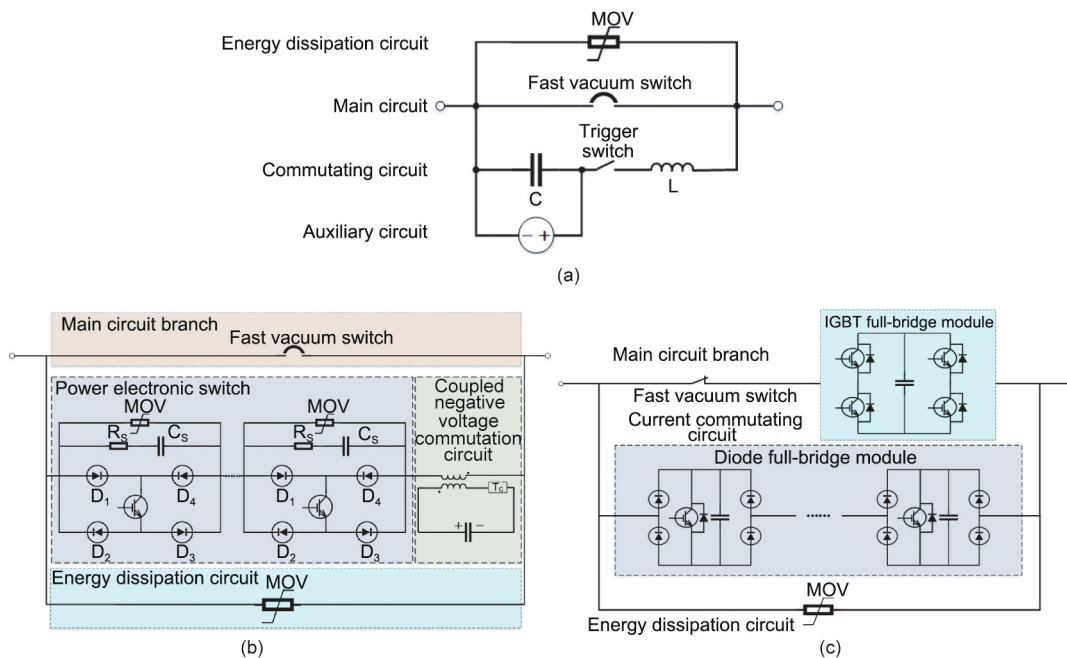 MOV
Energy dissipation circuit
Fast vacuum switch
Main circuit
Trigger
switch
Commutating circuit
C
L
Auxiliary circuit
− +
(a)
Main circuit branch
Fast vacuum switch
Power electronic switch
MOV
MOV
Coupled
negative
voltage
commutation
circuit
RS
CS
RS
CS
D1
D4
D1
D4
TC
+ −
D2
D3
D2
D3
Energy dissipation circuit
MOV
(b)
IGBT full-bridge module
Main circuit branch
Fast vacuum switch
Current commutating
circuit
Diode full-bridge module
......
MOV
Energy dissipation circuit
(c)